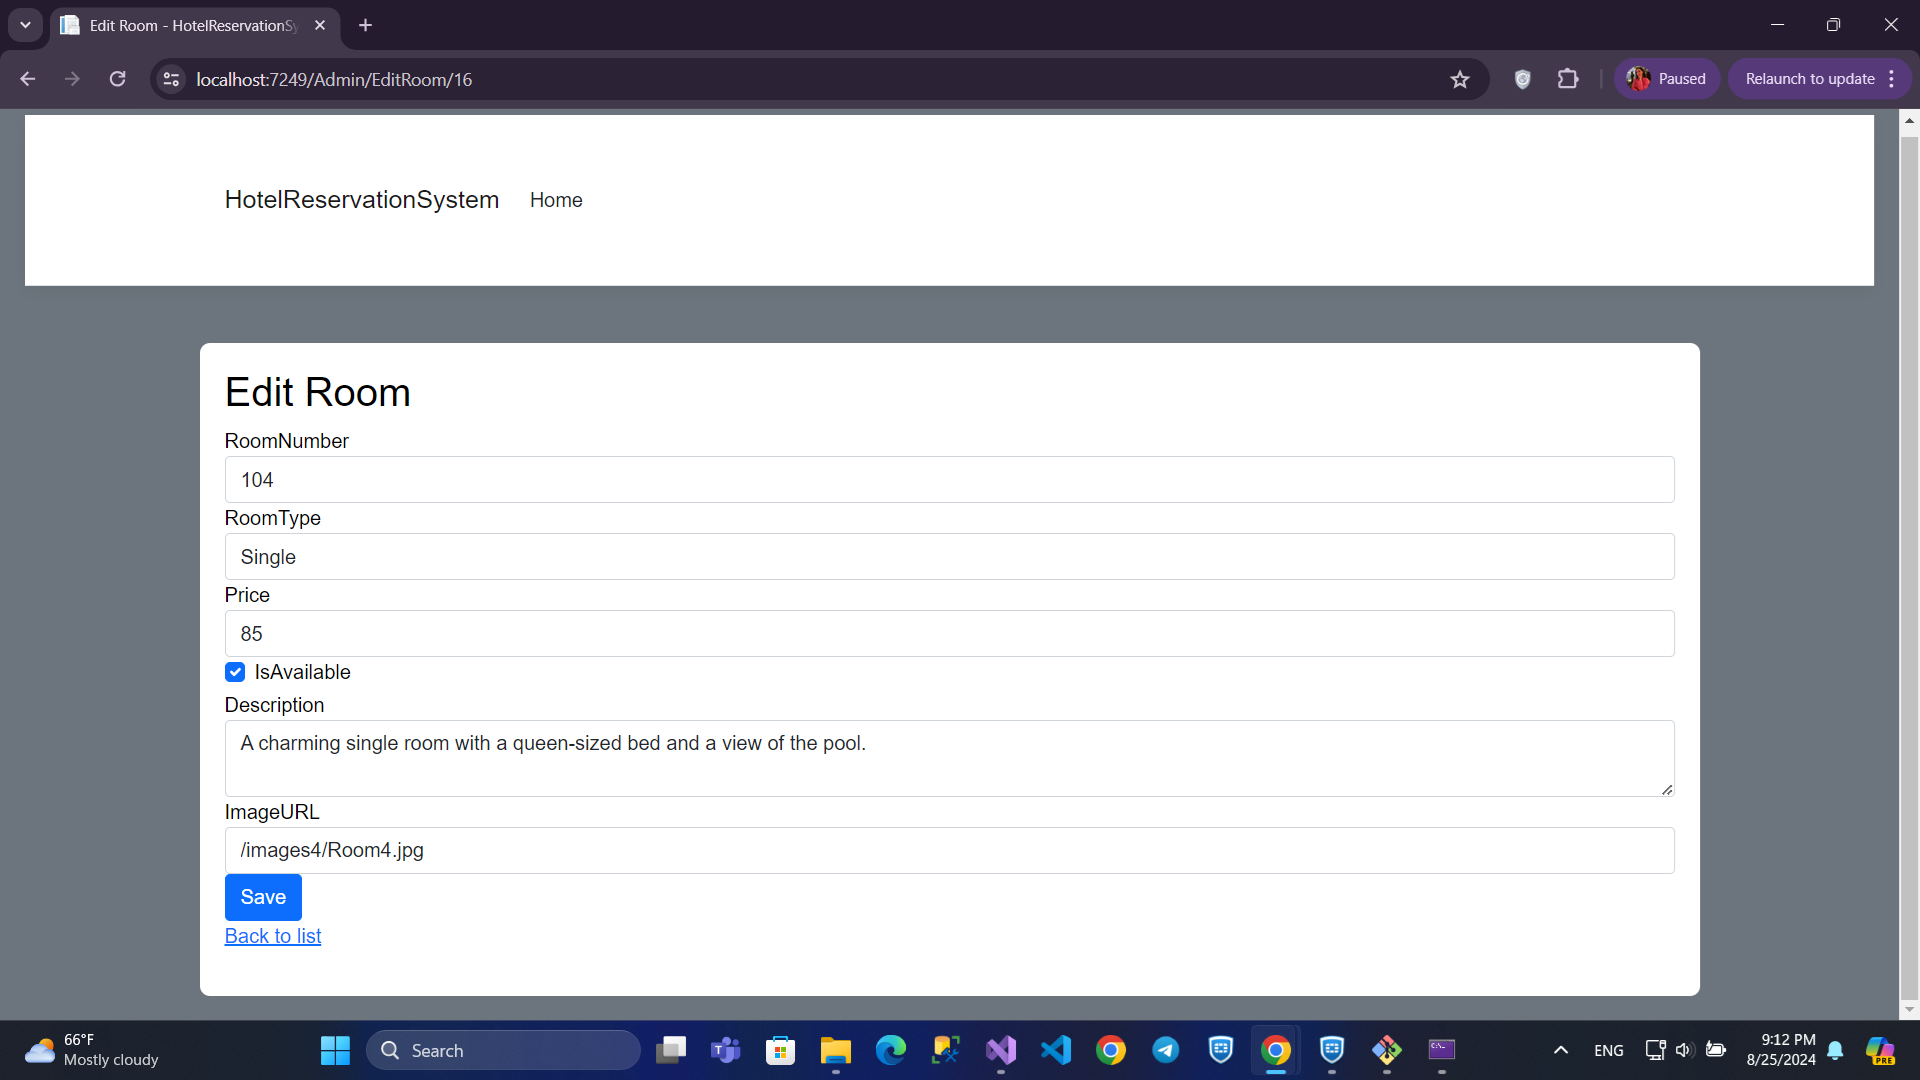 Edit Room - HotelReservationSy
localhost:7249/Admin/EditRoom/16
Paused
Relaunch to update
HotelReservationSystem
Home
Edit Room
RoomNumber
104
RoomType
Single
Price
85
IsAvailable
Description
A charming single room with a queen-sized bed and a view of the pool.
ImageURL
/images4/Room4.jpg
Save
Back to list
66°F
Mostly cloudy
Search
ENG
9:12 PM
8/25/2024
PRE